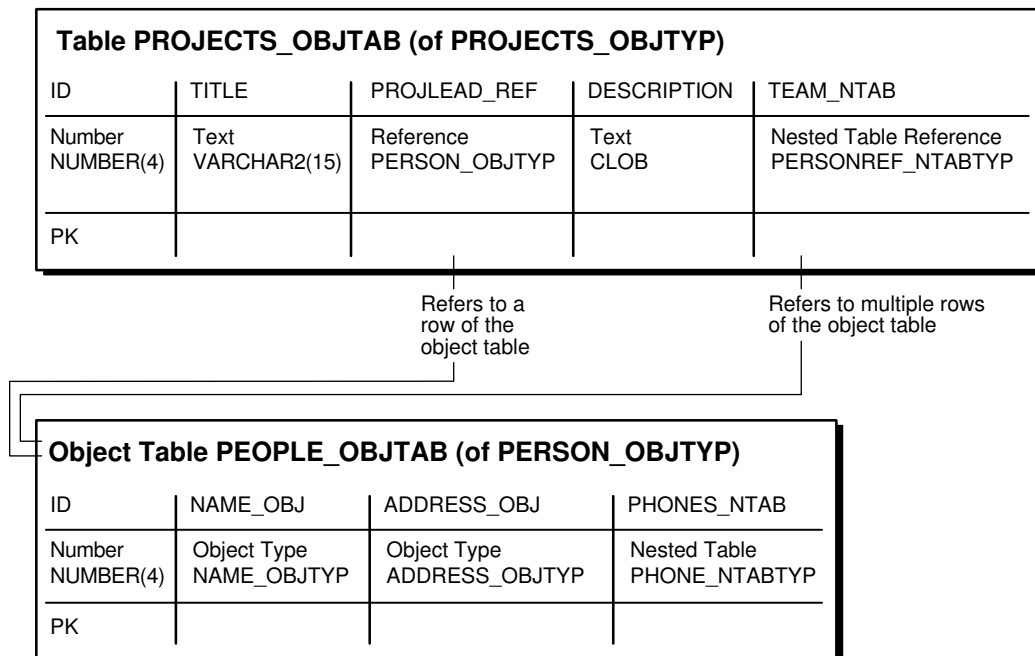 Table PROJECTS_OBJTAB (of PROJECTS_OBJTYP)
ID TITLE PROJLEAD_REF DESCRIPTION TEAM_NTAB
Number Text Reference Text Nested Table Reference
NUMBER(4) VARCHAR2(15) PERSON_OBJTYP CLOB PERSONREF_NTABTYP
PK
Refers to a
row of the
object table
Refers to multiple rows
of the object table
Object Table PEOPLE_OBJTAB (of PERSON_OBJTYP)
ID NAME_OBJ ADDRESS_OBJ PHONES_NTAB
Number Object Type Object Type Nested Table
NUMBER(4) NAME_OBJTYP ADDRESS_OBJTYP PHONE_NTABTYP
PK